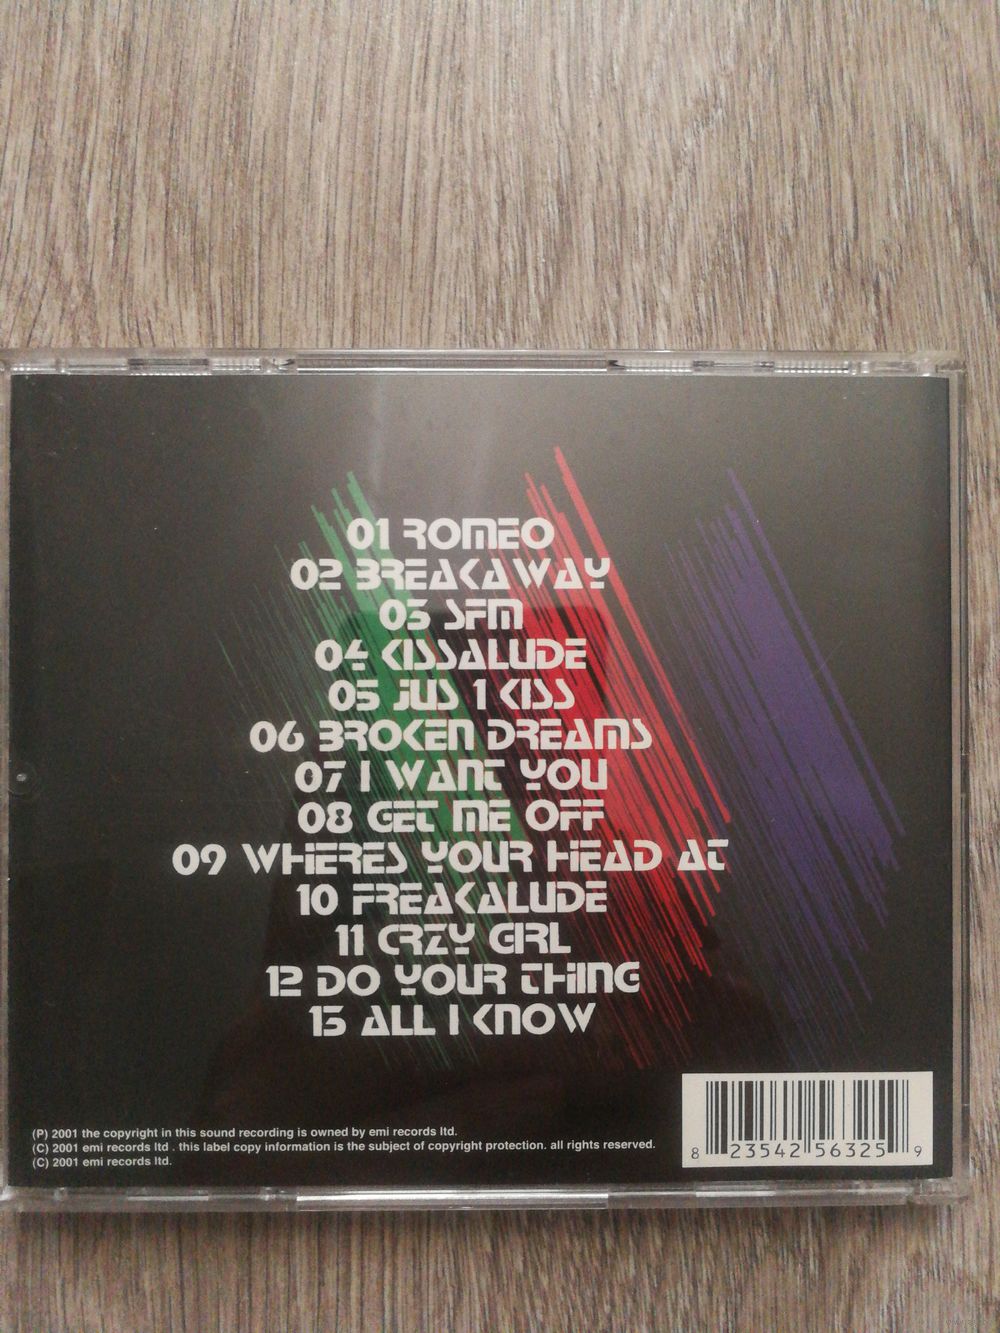 01 ROMEO
02 BREAKAWAY
03 SFM
04 KISSALUDE
05 JUS 1 KISS
06 BROKEN DREAMS
07 I WANT YOU
08 GET ME OFF
09 WHERES YOUR HEAD AT
10 FREAKALUDE
11 CRZY GRL
12 DO YOUR THING
13 ALL I KNOW
(P) 2001 the copyright in this sound recording is owned by emi records ltd.
(C) 2001 emi records ltd . this label copy information is the subject of copyright protection. all rights reserved.
(C) 2001 emi records ltd.
8 23542 56325 9